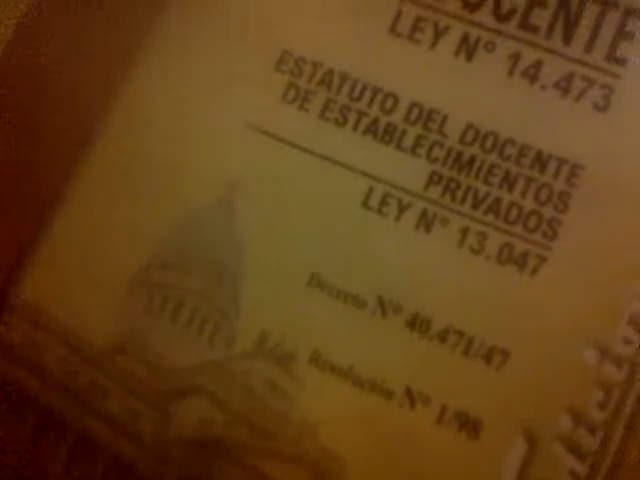 DOCENTE
LEY N° 14.473
ESTATUTO DEL DOCENTE
DE ESTABLECIMIENTOS
PRIVADOS
LEY N° 13.047
Decreto N° 40.471/47
Resolución N° 1/98